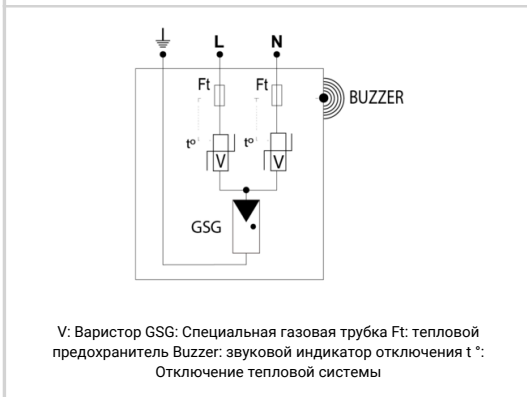 L N
Ft Ft
BUZZER
t° t°
V V
GSG
V: Варистор GSG: Специальная газовая трубка Ft: тепловой
предохранитель Buzzer: звуковой индикатор отключения t °:
Отключение тепловой системы